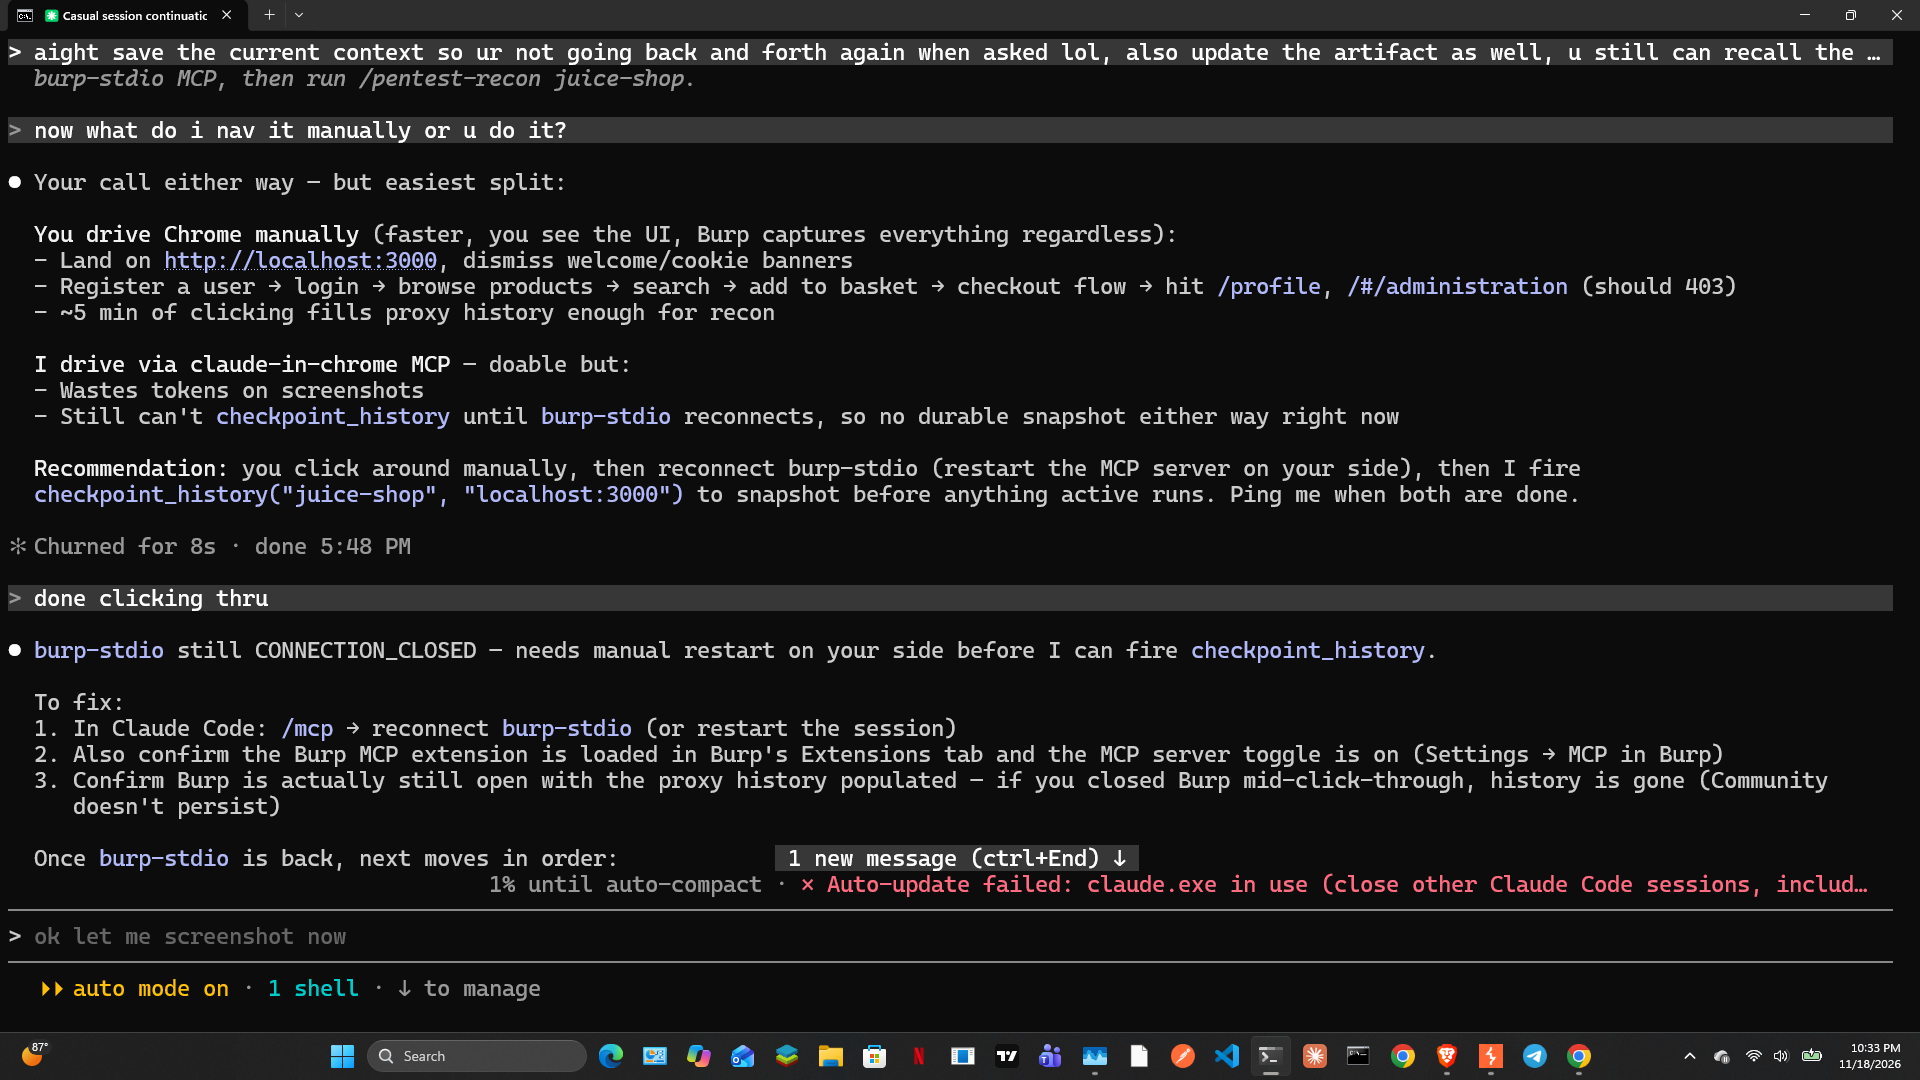 Casual session continuatic
> aight save the current context so ur not going back and forth again when asked lol, also update the artifact as well, u still can recall the …
burp-stdio MCP, then run /pentest-recon juice-shop.
> now what do i nav it manually or u do it?
● Your call either way — but easiest split:
You drive Chrome manually (faster, you see the UI, Burp captures everything regardless):
- Land on http://localhost:3000, dismiss welcome/cookie banners
- Register a user → login → browse products → search → add to basket → checkout flow → hit /profile, /#/administration (should 403)
- ~5 min of clicking fills proxy history enough for recon
I drive via claude-in-chrome MCP — doable but:
- Wastes tokens on screenshots
- Still can't checkpoint_history until burp-stdio reconnects, so no durable snapshot either way right now
Recommendation: you click around manually, then reconnect burp-stdio (restart the MCP server on your side), then I fire
checkpoint_history("juice-shop", "localhost:3000") to snapshot before anything active runs. Ping me when both are done.
✻ Churned for 8s · done 5:48 PM
> done clicking thru
● burp-stdio still CONNECTION_CLOSED — needs manual restart on your side before I can fire checkpoint_history.
To fix:
1. In Claude Code: /mcp → reconnect burp-stdio (or restart the session)
2. Also confirm the Burp MCP extension is loaded in Burp's Extensions tab and the MCP server toggle is on (Settings → MCP in Burp)
3. Confirm Burp is actually still open with the proxy history populated — if you closed Burp mid-click-through, history is gone (Community
doesn't persist)
Once burp-stdio is back, next moves in order:
1 new message (ctrl+End) ↓
1% until auto-compact · × Auto-update failed: claude.exe in use (close other Claude Code sessions, includ…
> ok let me screenshot now
⏵⏵ auto mode on · 1 shell · ↓ to manage
87°
Search
10:33 PM
11/18/2026